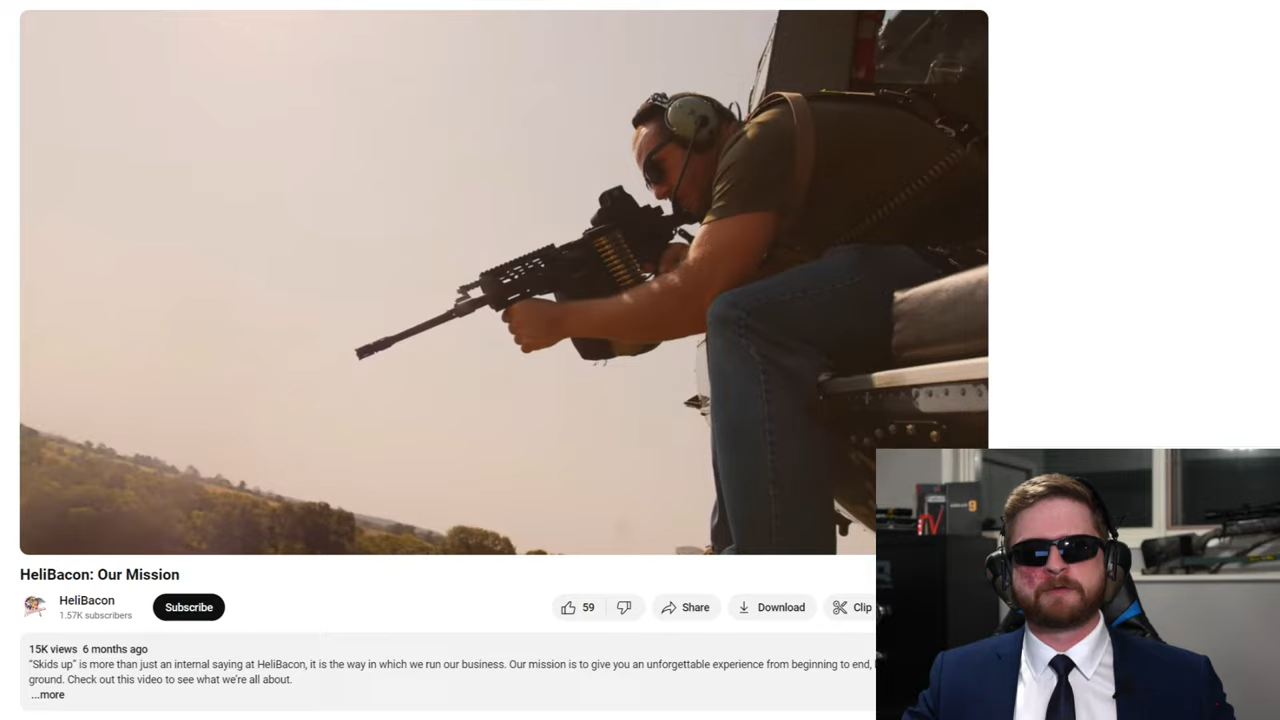 HeliBacon: Our Mission
HeliBacon
1.57K subscribers
Subscribe
59
Share
Download
Clip
15K views 6 months ago
“Skids up” is more than just an internal saying at HeliBacon, it is the way in which we run our business. Our mission is to give you an unforgettable experience from beginning to end,
ground. Check out this video to see what we're all about.
...more